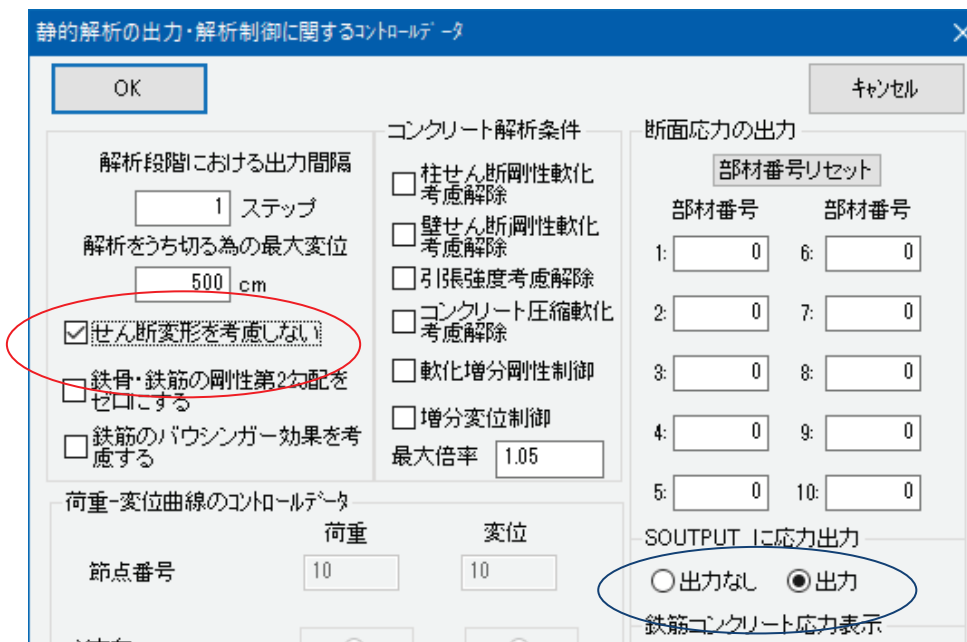 静的解析の出力・解析制御に関するコントロールデータ
OK
キャンセル
解析段階における出力間隔
1 ステップ
解析をうち切る為の最大変位
500 cm
せん断変形を考慮しない
鉄骨・鉄筋の剛性第2勾配を
ゼロにする
鉄筋のバウシンガー効果を考
慮する
コンクリート解析条件
柱せん断剛性軟化
考慮解除
壁せん断剛性軟化
考慮解除
引張強度考慮解除
コンクリート圧縮軟化
考慮解除
軟化増分剛性制御
増分変位制御
最大倍率 1.05
断面応力の出力
部材番号リセット
部材番号 部材番号
1: 0 6: 0
2: 0 7: 0
3: 0 8: 0
4: 0 9: 0
5: 0 10: 0
荷重-変位曲線のコントロールデータ
荷重 変位
節点番号 10 10
SOUTPUT に応力出力
出力なし 出力
鉄筋コンクリート応力表示